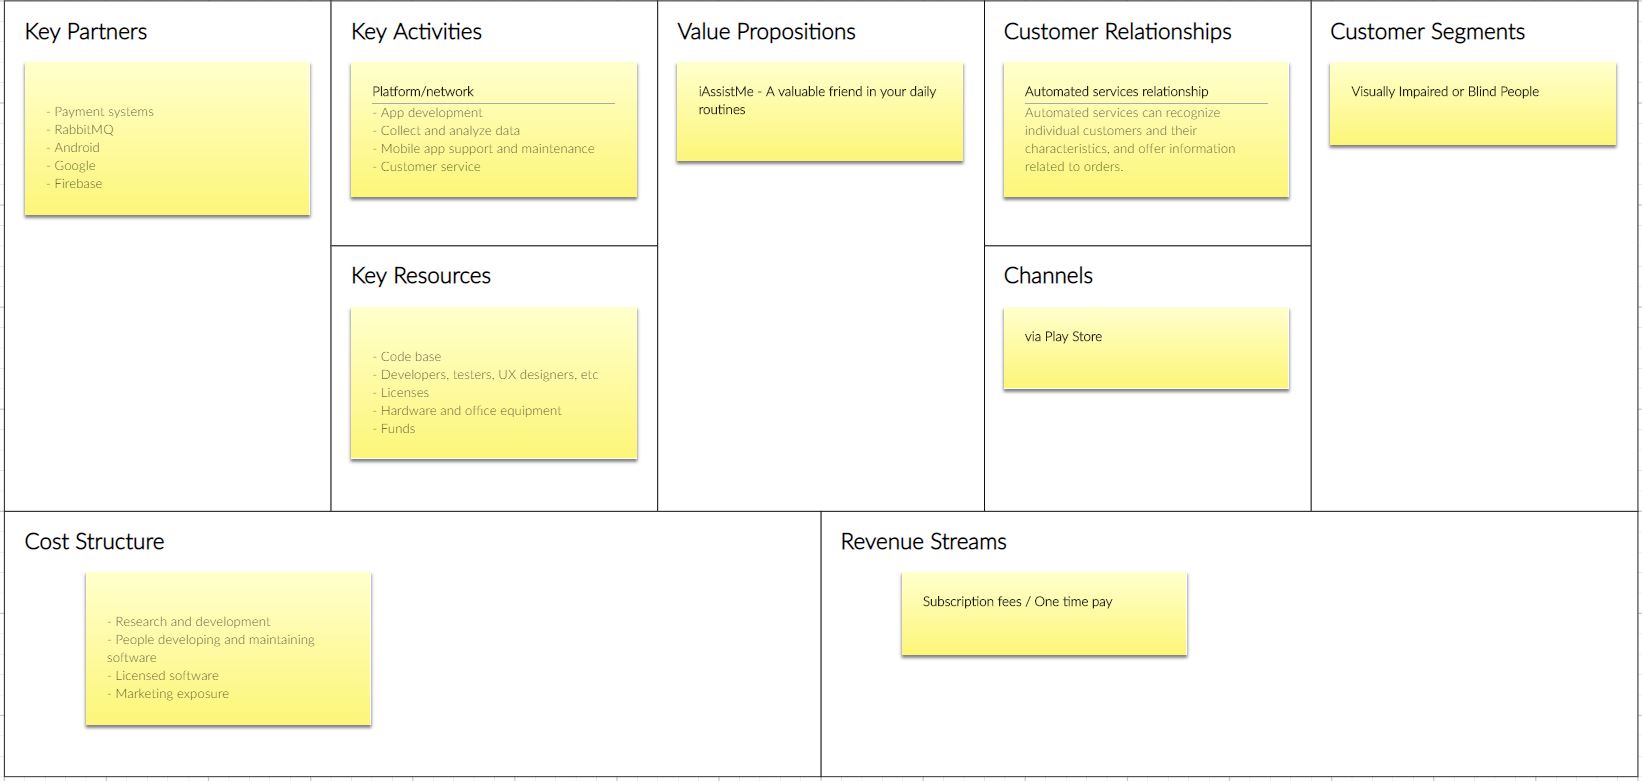 Key Partners
- Payment systems
- RabbitMQ
- Android
- Google
- Firebase
Key Activities
Platform/network
- App development
- Collect and analyze data
- Mobile app support and maintenance
- Customer service
Key Resources
- Code base
- Developers, testers, UX designers, etc
- Licenses
- Hardware and office equipment
- Funds
Value Propositions
iAssistMe - A valuable friend in your daily
routines
Customer Relationships
Automated services relationship
Automated services can recognize
individual customers and their
characteristics, and offer information
related to orders.
Channels
via Play Store
Customer Segments
Visually Impaired or Blind People
Cost Structure
- Research and development
- People developing and maintaining
software
- Licensed software
- Marketing exposure
Revenue Streams
Subscription fees / One time pay